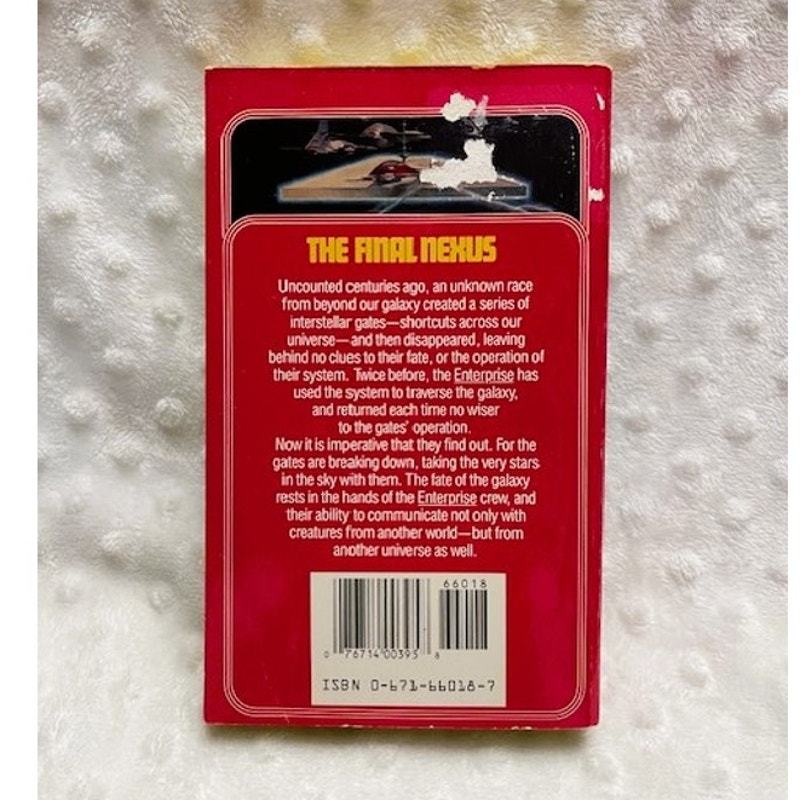 THE FINAL NEXUS
Uncounted centuries ago, an unknown race
from beyond our galaxy created a series of
interstellar gates—shortcuts across our
universe—and then disappeared, leaving
behind no clues to their fate, or the operation of
their system. Twice before, the Enterprise has
used the system to traverse the galaxy,
and returned each time no wiser
to the gates' operation.
Now it is imperative that they find out. For the
gates are breaking down, taking the very stars
in the sky with them. The fate of the galaxy
rests in the hands of the Enterprise crew, and
their ability to communicate not only with
creatures from another world—but from
another universe as well.
66018
0 76714 00395 8
ISBN 0-671-66018-7